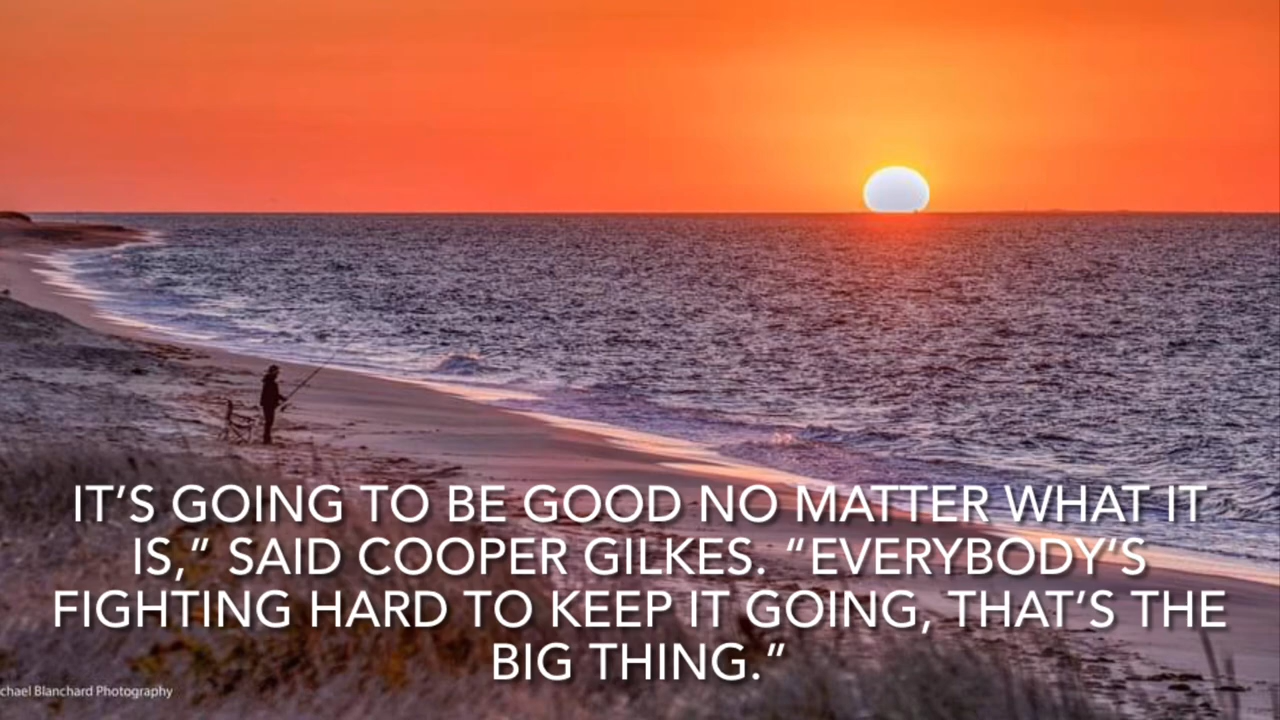 IT’S GOING TO BE GOOD NO MATTER WHAT IT
IS,” SAID COOPER GILKES. “EVERYBODY’S
FIGHTING HARD TO KEEP IT GOING, THAT’S THE
BIG THING.”
chael Blanchard Photography